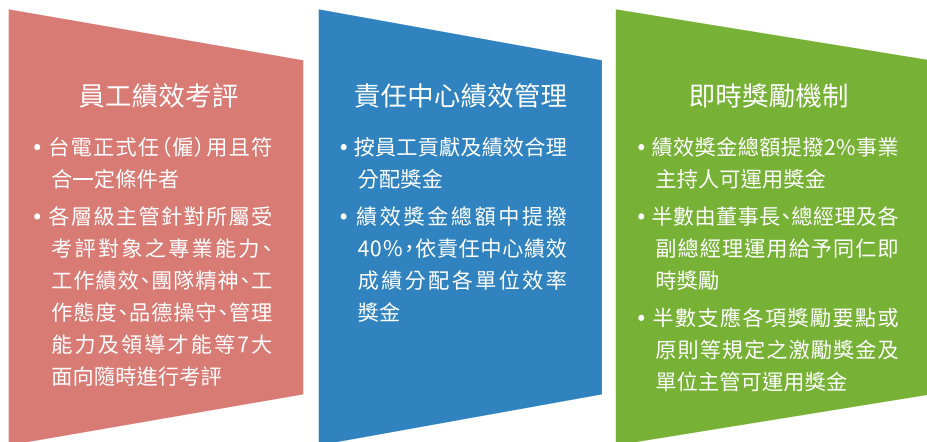 員工績效考評
• 台電正式任(僱)用且符
合一定條件者
• 各層級主管針對所屬受
考評對象之專業能力、
工作績效、團隊精神、工
作態度、品德操守、管理
能力及領導才能等7大
面向隨時進行考評
責任中心績效管理
• 按員工貢獻及績效合理
分配獎金
• 績效獎金總額中提撥
40%,依責任中心績效
成績分配各單位效率
獎金
即時獎勵機制
• 績效獎金總額提撥2%事業
主持人可運用獎金
• 半數由董事長、總經理及各
副總經理運用給予同仁即
時獎勵
• 半數支應各項獎勵要點或
原則等規定之激勵獎金及
單位主管可運用獎金